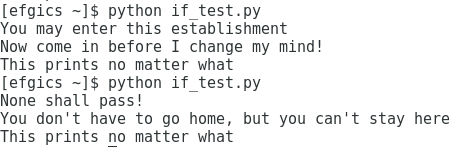 [efgics ~]$ python if_test.py
You may enter this establishment
Now come in before I change my mind!
This prints no matter what
[efgics ~]$ python if_test.py
None shall pass!
You don't have to go home, but you can't stay here
This prints no matter what